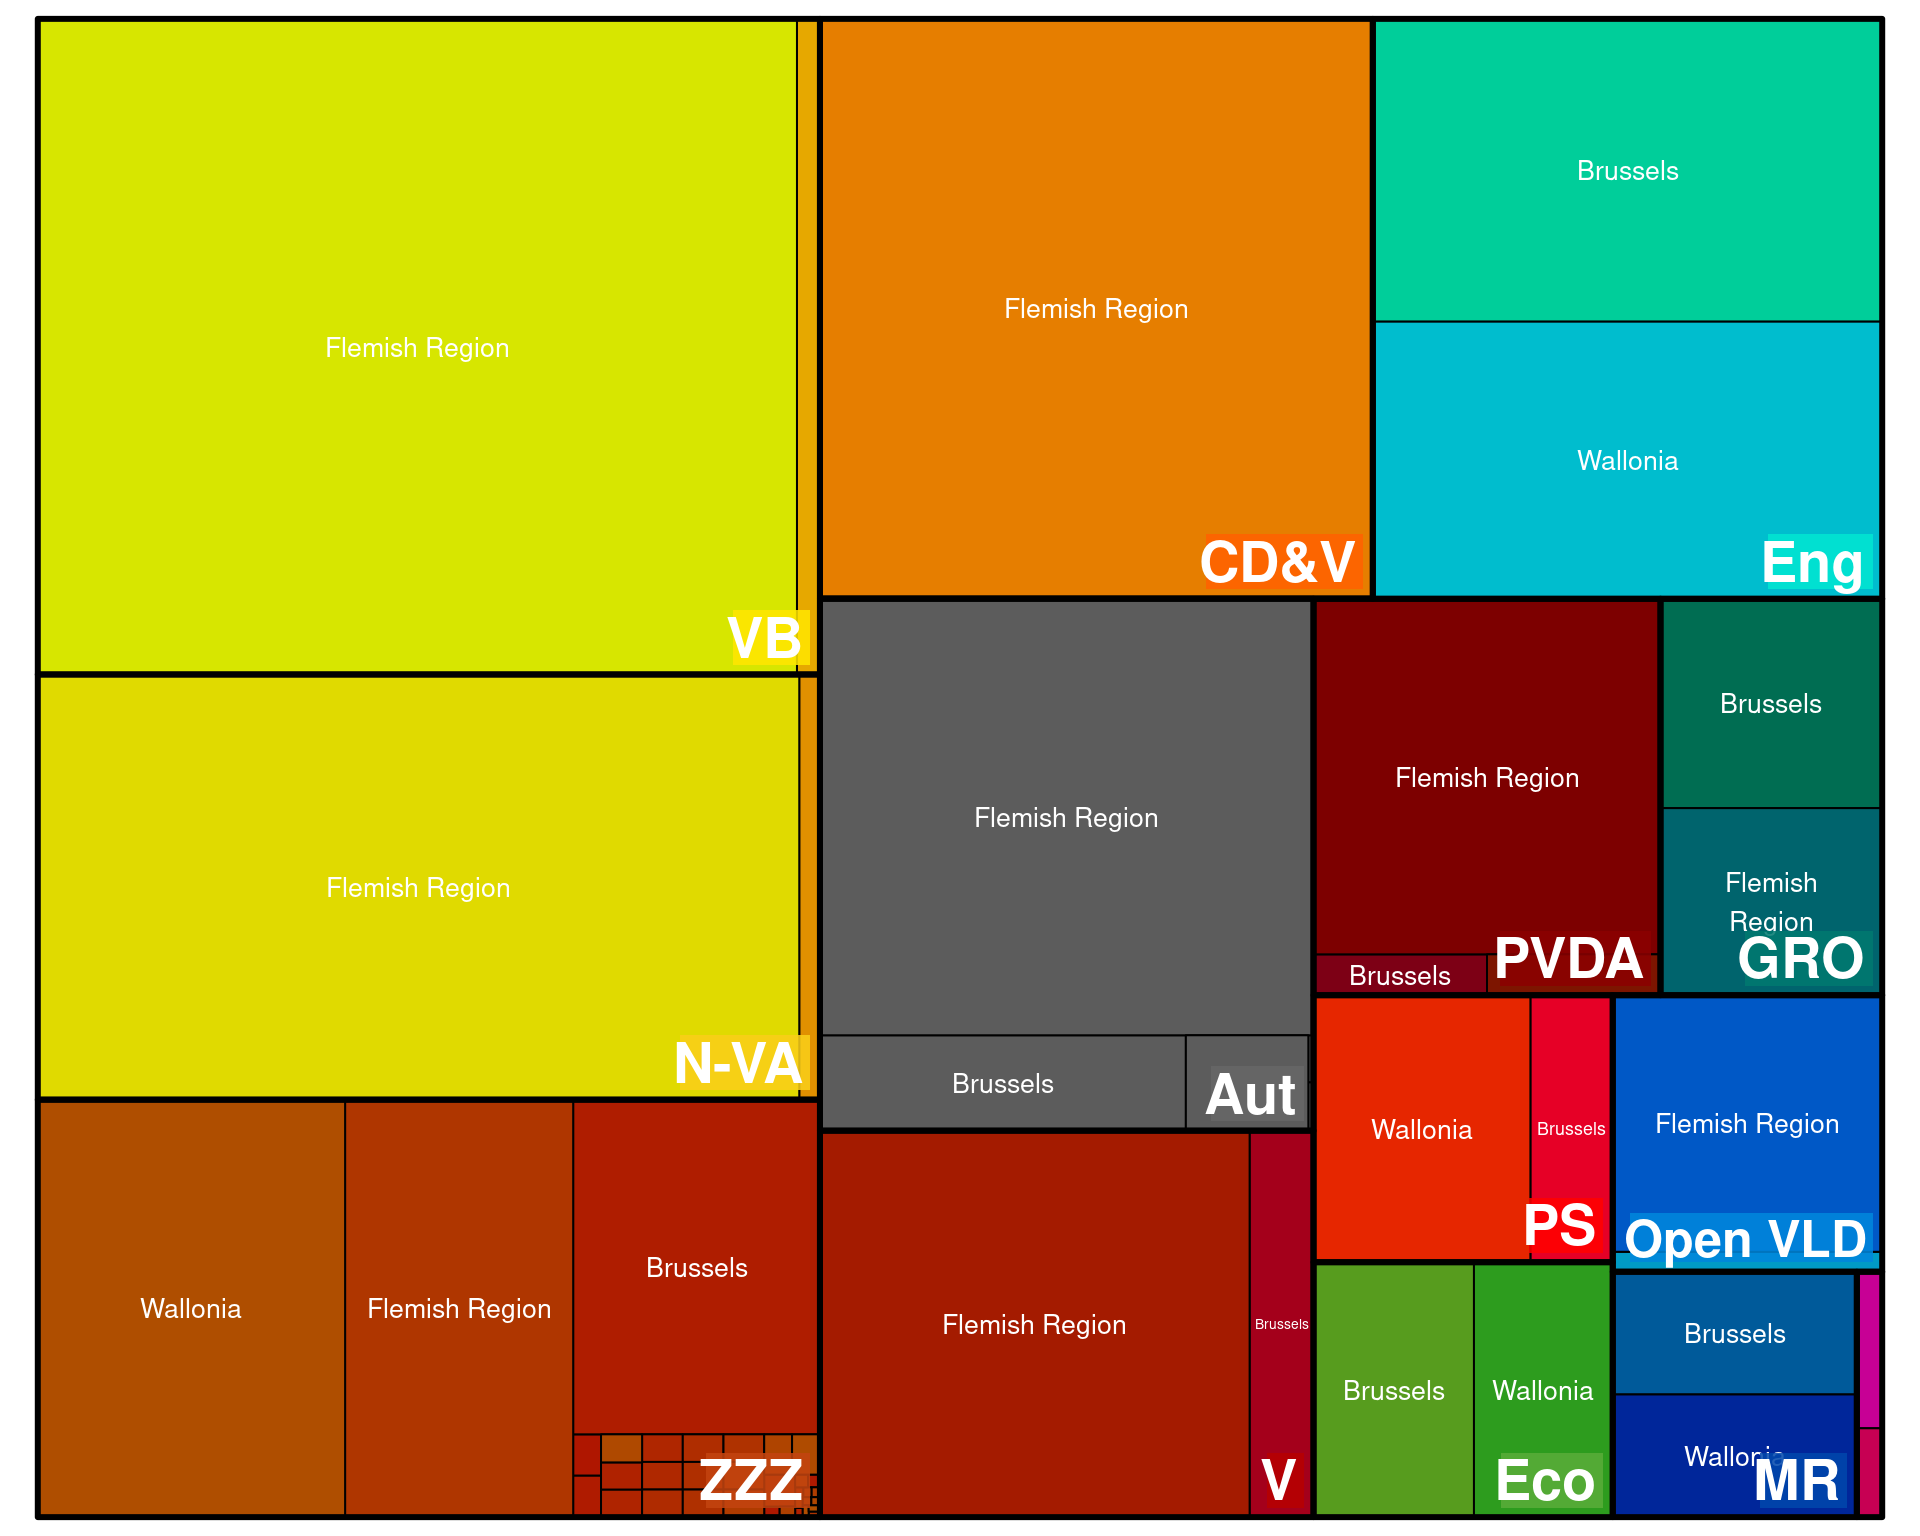 Flemish Region
VB
Flemish Region
CD&V
Brussels
Wallonia
Eng
Flemish Region
N-VA
Flemish Region
Brussels
Aut
Flemish Region
Brussels
PVDA
Brussels
Flemish
Region
GRO
Wallonia
Flemish Region
Brussels
ZZZ
Flemish Region
Brussels
V
Wallonia
Brussels
PS
Flemish Region
Open VLD
Brussels
Wallonia
Eco
Brussels
Wallonia
MR